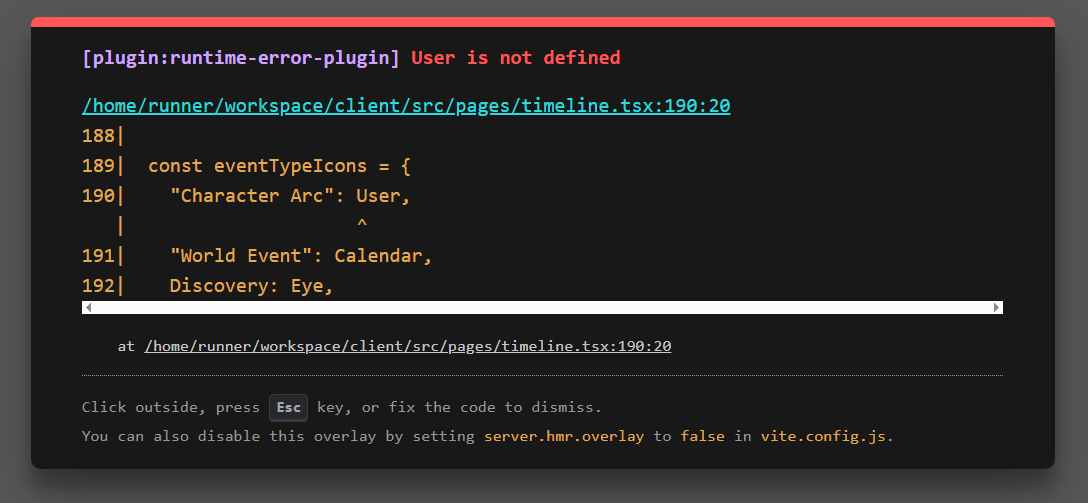 [plugin:runtime-error-plugin] User is not defined
/home/runner/workspace/client/src/pages/timeline.tsx:190:20
188|
189|  const eventTypeIcons = {
190|    "Character Arc": User,
   |                     ^
191|    "World Event": Calendar,
192|    Discovery: Eye,
at /home/runner/workspace/client/src/pages/timeline.tsx:190:20
Click outside, press Esc key, or fix the code to dismiss.
You can also disable this overlay by setting server.hmr.overlay to false in vite.config.js.